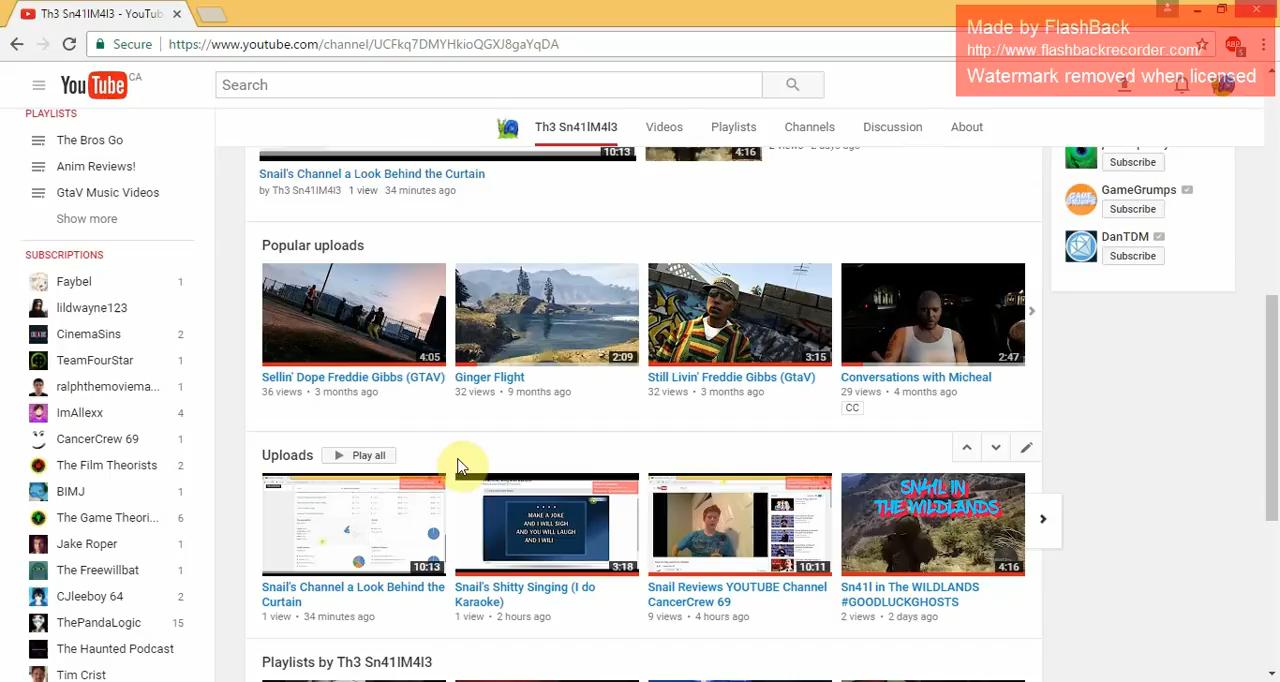 Th3 Sn41lM4l3 - YouTub
Made by FlashBack
http://www.flashbackrecorder.com/
Watermark removed when licensed
Secure
https://www.youtube.com/channel/UCFkq7DMYHkioQGXJ8gaYqDA
YouTube CA
Search
Th3 Sn41lM4l3
Videos
Playlists
Channels
Discussion
About
PLAYLISTS
The Bros Go
Anim Reviews!
GtaV Music Videos
Show more
SUBSCRIPTIONS
Faybel 1
lildwayne123
CinemaSins 2
TeamFourStar 1
ralphthemoviema... 1
ImAllexx 4
CancerCrew 69 1
The Film Theorists 2
BIMJ 1
The Game Theori... 6
Jake Roper 1
The Freewillbat 1
CJleeboy 64 2
ThePandaLogic 15
The Haunted Podcast
Tim Crist
10:13
4:16
2 views • 2 days ago
Snail's Channel a Look Behind the Curtain
by Th3 Sn41lM4l3 1 view 34 minutes ago
Popular uploads
4:05
2:09
3:15
2:47
Sellin' Dope Freddie Gibbs (GTAV)
36 views • 3 months ago
Ginger Flight
32 views • 9 months ago
Still Livin' Freddie Gibbs (GtaV)
32 views • 3 months ago
Conversations with Micheal
29 views • 4 months ago
CC
Uploads
Play all
10:13
MAKE A JOKE
AND I WILL SIGH
AND YOU WILL LAUGH
AND I WILL
3:18
10:11
SN41L IN
THE WILDLANDS
4:16
Snail's Channel a Look Behind the
Curtain
1 view • 34 minutes ago
Snail's Shitty Singing (I do
Karaoke)
1 view • 2 hours ago
Snail Reviews YOUTUBE Channel
CancerCrew 69
9 views • 4 hours ago
Sn41l in The WILDLANDS
#GOODLUCKGHOSTS
2 views • 2 days ago
Playlists by Th3 Sn41lM4l3
Subscribe
GameGrumps
Subscribe
DanTDM
Subscribe